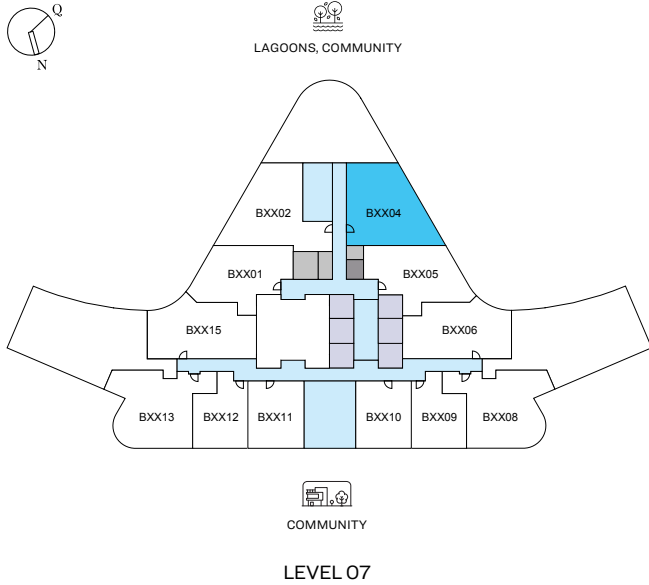 Q
N
LAGOONS, COMMUNITY
BXX02
BXX04
BXX01
BXX05
BXX15
BXX06
BXX13
BXX12
BXX11
BXX10
BXX09
BXX08
COMMUNITY
LEVEL 07